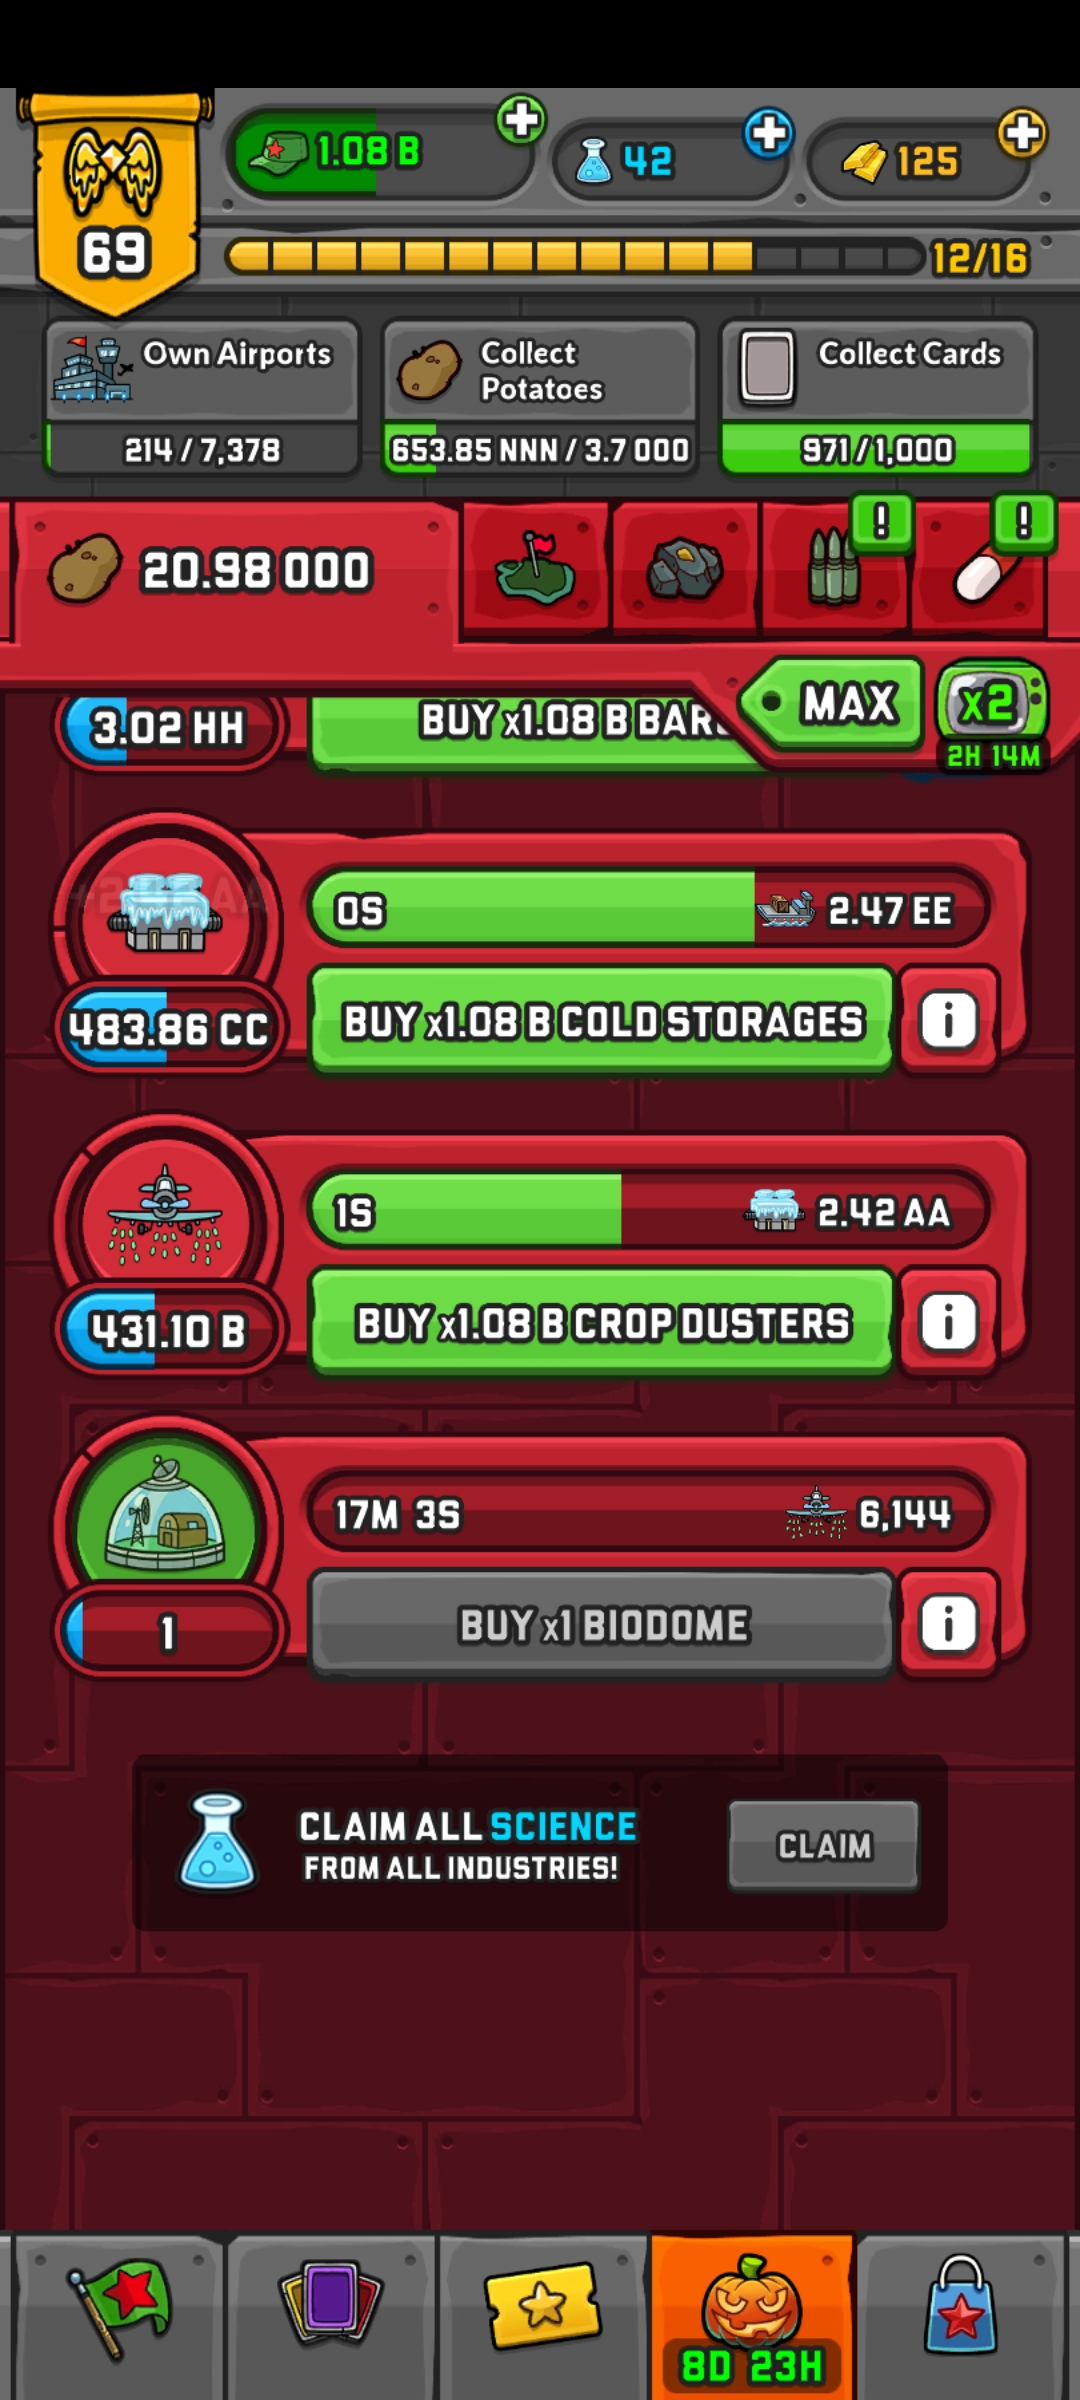 1.08 B
42
125
69
12/16
Own Airports
214 / 7,378
Collect
Potatoes
653.85 NNN / 3.7 OOO
Collect Cards
971 / 1,000
!
!
20.98 OOO
MAX
x2
2H 14M
3.02 HH
BUY x1.08 B
0S
2.47 EE
483.86 CC
BUY x1.08 B COLD STORAGES
i
1S
2.42 AA
431.10 B
BUY x1.08 B CROP DUSTERS
i
17M 3S
6,144
1
BUY x1 BIODOME
i
CLAIM ALL SCIENCE
FROM ALL INDUSTRIES!
CLAIM
8D 23H